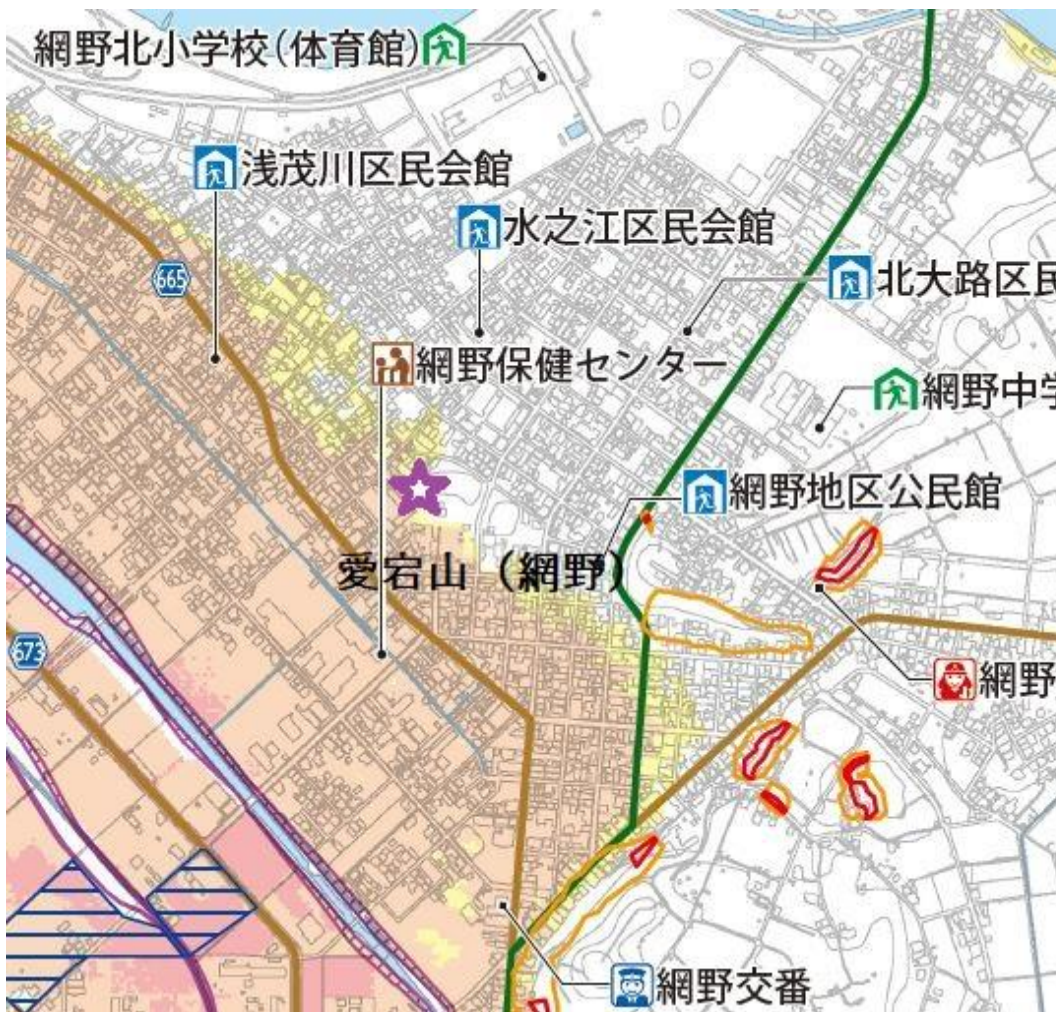 網野北小学校(体育館)
浅茂川区民会館
水之江区民会館
665
北大路区民
網野保健センター
網野中学
網野地区公民館
愛宕山（網野）
673
網野
網野交番